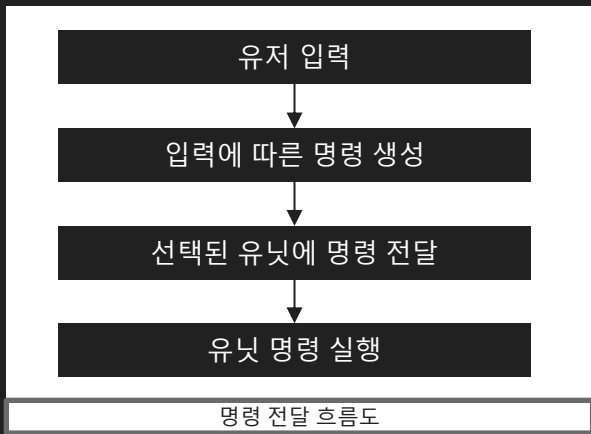 유저 입력
입력에 따른 명령 생성
선택된 유닛에 명령 전달
유닛 명령 실행
명령 전달 흐름도